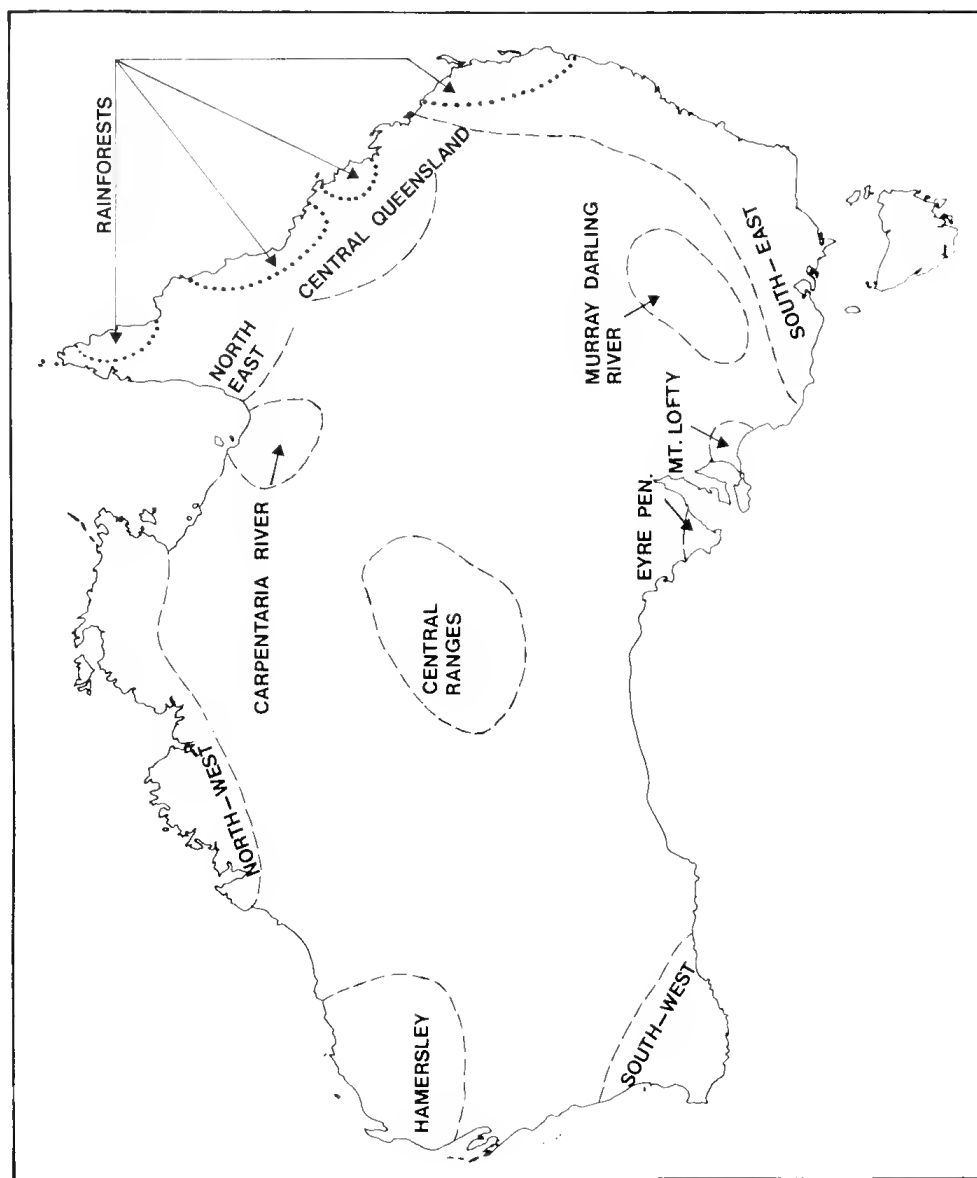 RAINFORESTS
NORTH
EAST
CENTRAL QUEENSLAND
CARPENTARIA RIVER
NORTH—WEST
HAMERSLEY
CENTRAL
RANGES
MURRAY DARLING
RIVER
SOUTH—EAST
MT. LOFTY
EYRE PEN.
SOUTH—WEST